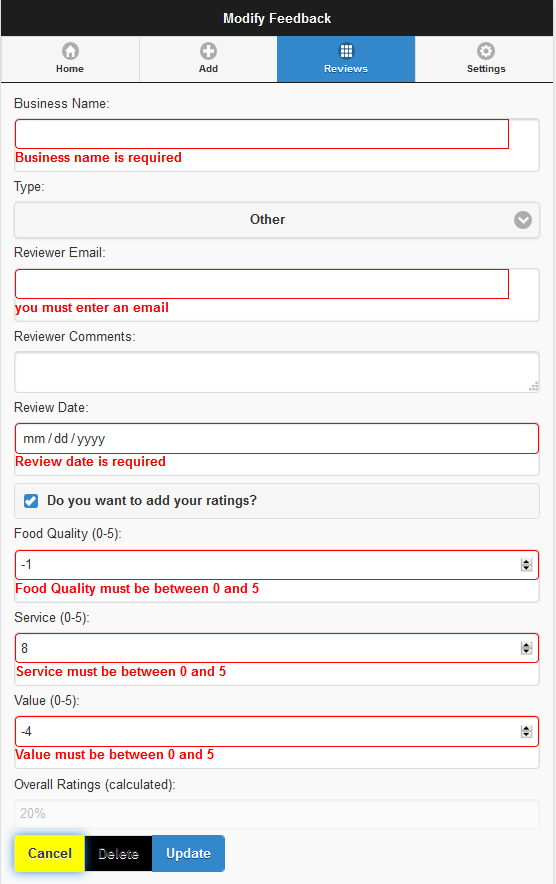 Modify Feedback
Home Add Reviews Settings
Business Name:
Business name is required
Type:
Other
Reviewer Email:
you must enter an email
Reviewer Comments:
Review Date:
mm/dd/yyyy
Review date is required
Do you want to add your ratings?
Food Quality (0-5):
-1
Food Quality must be between 0 and 5
Service (0-5):
8
Service must be between 0 and 5
Value (0-5):
-4
Value must be between 0 and 5
Overall Ratings (calculated):
20%
Cancel Delete Update